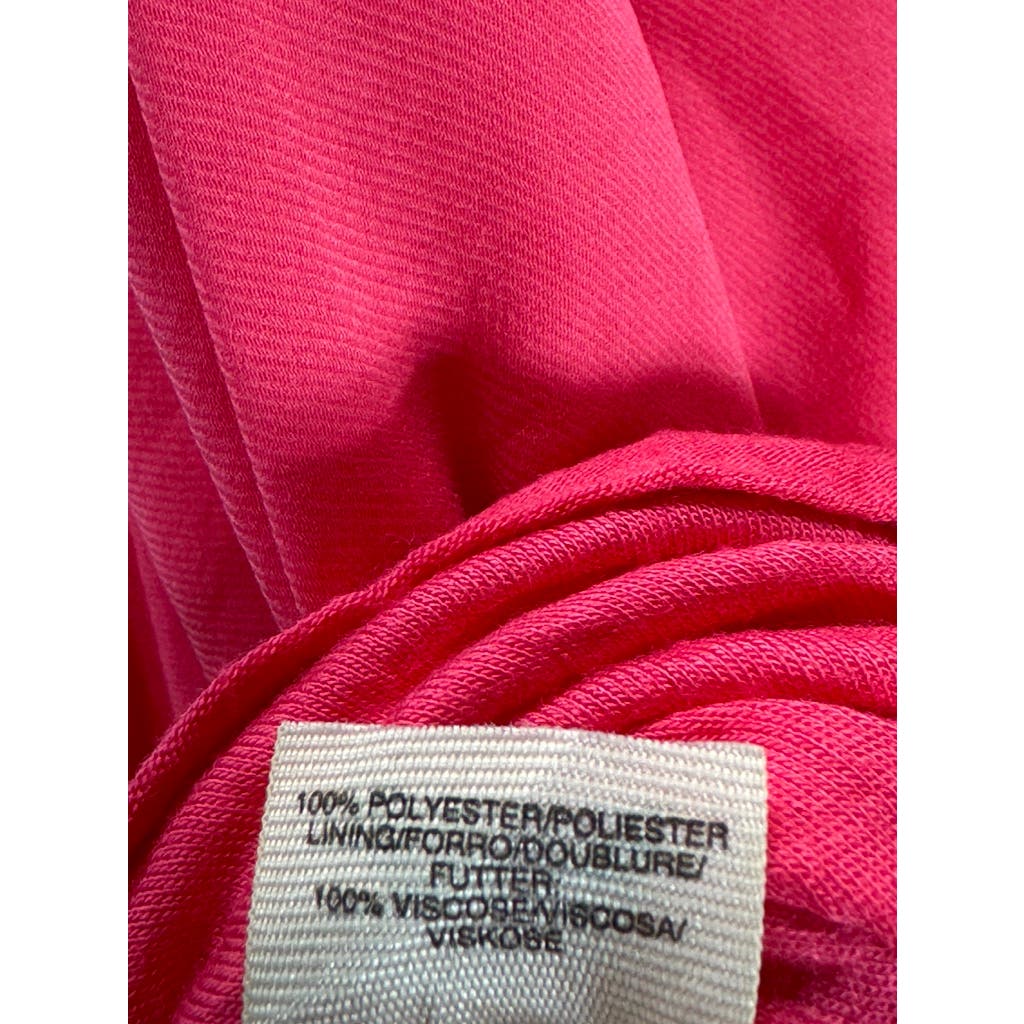 100% POLYESTER/POLIESTER
LINING/FORRO/DOUBLURE/
FUTTER:
100% VISCOSE/VISCOSA/
VISKOSE